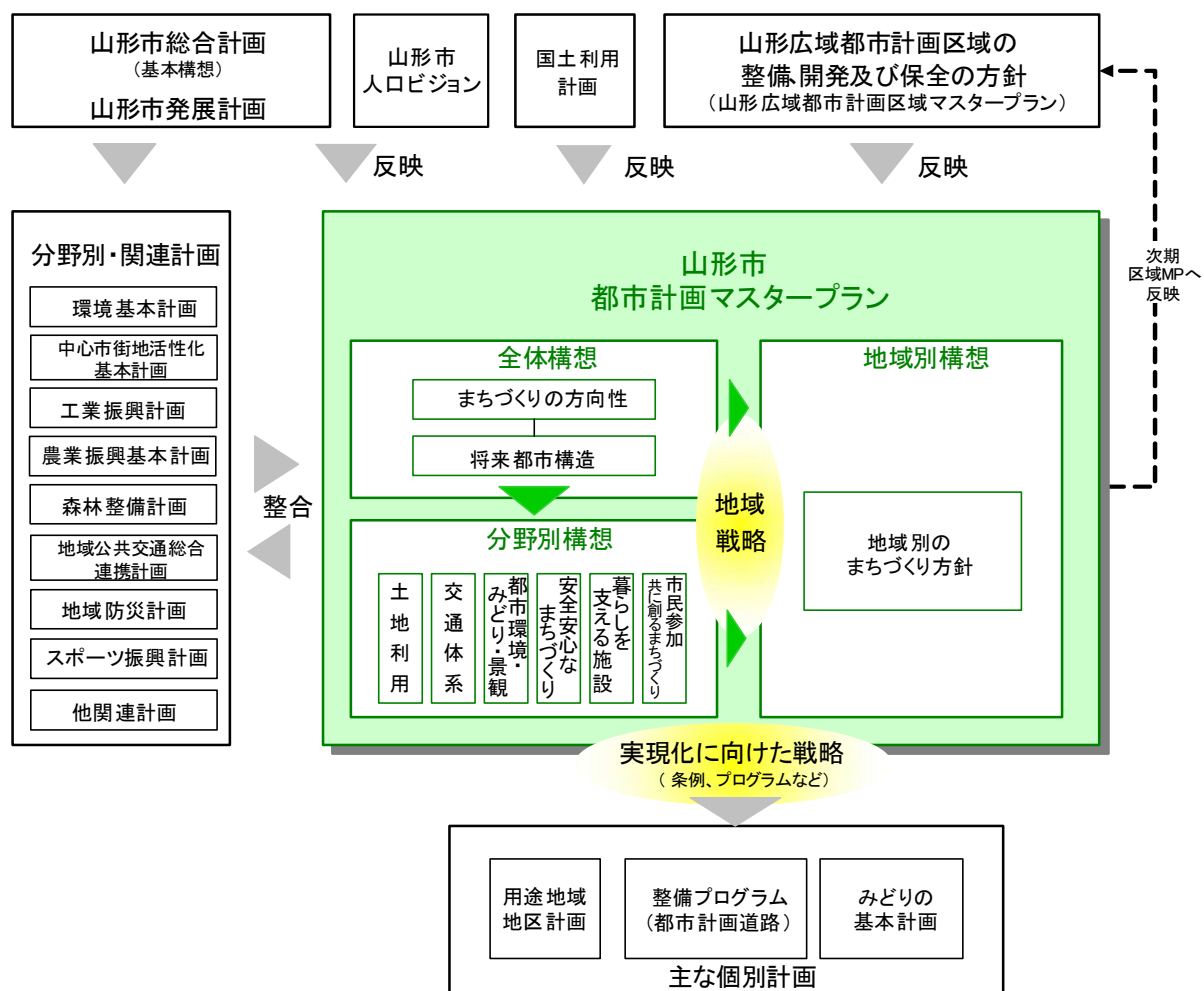 山形市総合計画
（基本構想）
山形市発展計画
山形市
人口ビジョン
国土利用
計画
山形広域都市計画区域の
整備、開発及び保全の方針
（山形広域都市計画区域マスタープラン）
反映
反映
反映
次期
区域MPへ
反映
分野別・関連計画
環境基本計画
中心市街地活性化
基本計画
工業振興計画
農業振興基本計画
森林整備計画
地域公共交通総合
連携計画
地域防災計画
スポーツ振興計画
他関連計画
整合
山形市
都市計画マスタープラン
全体構想
まちづくりの方向性
将来都市構造
分野別構想
土地利用
交通体系
都市環境・
みどり・景観
安全安心な
まちづくり
暮らしを
支える施設
市民参加
共に創るまちづくり
地域
戦略
地域別構想
地域別の
まちづくり方針
実現化に向けた戦略
（条例、プログラムなど）
用途地域
地区計画
整備プログラム
（都市計画道路）
みどりの
基本計画
主な個別計画